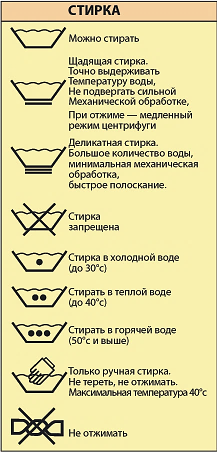 СТИРКА
Можно стирать
Щадящая стирка.
Точно выдерживать
Температуру воды,
Не подвергать сильной
Механической обработке,
При отжиме — медленный
режим центрифуги
Деликатная стирка.
Большое количество воды,
минимальная механическая
обработка,
быстрое полоскание.
Стирка
запрещена
Стирка в холодной воде
(до 30°с)
Стирать в теплой воде
(до 40°с)
Стирать в горячей воде
(50°с и выше)
Только ручная стирка.
Не тереть, не отжимать.
Максимальная температура 40°с
Не отжимать